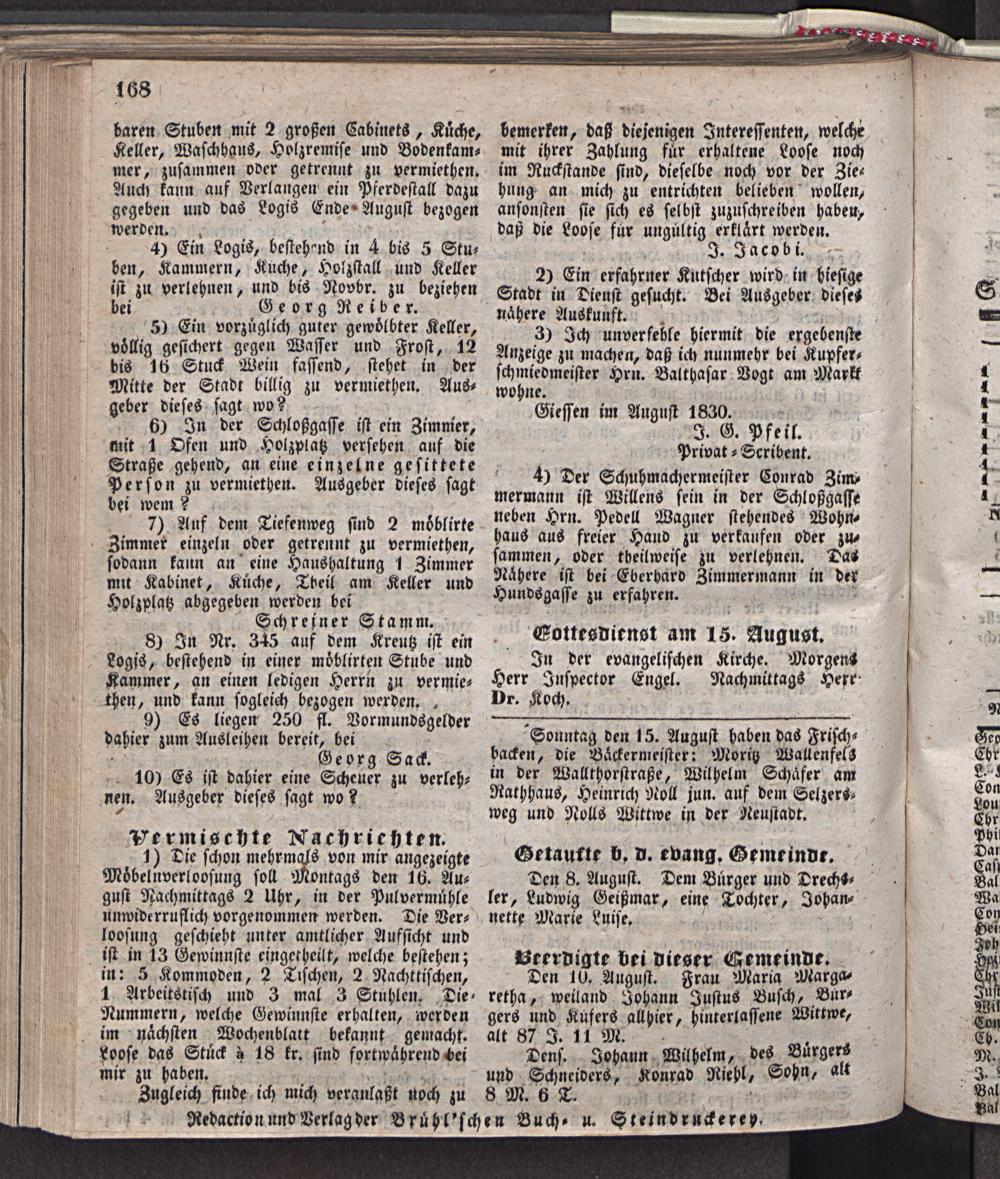 168
baren Stuben mit 2 großen Cabinets, Küche,
Keller, Waschhaus, Holzremise und Bodenkam-
mer, zusammen oder getrennt zu vermiethen.
Auch kann auf Verlangen ein Pferdestall dazu
gegeben und das Logis Ende August bezogen
werden.
4) Ein Logis, bestehend in 4 bis 5 Stu-
ben, Kammern, Küche, Holzstall und Keller
ist zu verlehnen, und bis Novbr. zu beziehen
bei Georg Reiber.
5) Ein vorzüglich guter gewölbter Keller,
völlig gesichert gegen Wasser und Frost, 12
bis 16 Stück Wein fassend, stehet in der
Mitte der Stadt billig zu vermiethen. Aus-
geber dieses sagt wo?
6) In der Schloßgasse ist ein Zimmer,
mit 1 Ofen und Holzplatz versehen auf die
Straße gehend, an eine einzelne gesittete
Person zu vermiethen. Ausgeber dieses sagt
bei wem?
7) Auf dem Tiefenweg sind 2 möblirte
Zimmer einzeln oder getrennt zu vermiethen,
sodann kann an eine Haushaltung 1 Zimmer
mit Kabinet, Küche, Theil am Keller und
Holzplatz abgegeben werden bei
Schreiner Stamm.
8) In Nr. 345 auf dem Kreutz ist ein
Logis, bestehend in einer möblirten Stube und
Kammer, an einen ledigen Herrn zu vermie-
then, und kann sogleich bezogen werden.
9) Es liegen 250 fl. Vormundsgelder
dahier zum Ausleihen bereit, bei
Georg Sack.
10) Es ist dahier eine Scheuer zu verleh-
nen. Ausgeber dieses sagt wo?
Vermischte Nachrichten.
1) Die schon mehrmals von mir angezeigte
Möbelnverloosung soll Montags den 16. Au-
gust Nachmittags 2 Uhr, in der Pulvermühle
unwiderruflich vorgenommen werden. Die Ver-
loosung geschieht unter amtlicher Aufsicht und
ist in 13 Gewinnste eingetheilt, welche bestehen;
in: 5 Kommoden, 2 Tischen, 2 Nachttischen,
1 Arbeitstisch und 3 mal 3 Stühlen. Die
Nummern, welche Gewinnste erhalten, werden
im nächsten Wochenblatt bekannt gemacht.
Loose das Stück à 18 kr. sind fortwährend bei
mir zu haben.
Zugleich finde ich mich veranlaßt noch zu
bemerken, daß diejenigen Interessenten, welche
mit ihrer Zahlung für erhaltene Loose noch
im Rückstande sind, dieselbe noch vor der Zie-
hung an mich zu entrichten belieben wollen,
ansonsten sie sich es selbst zuzuschreiben haben,
daß die Loose für ungültig erklärt werden.
J. Jacobi.
2) Ein erfahrner Kutscher wird in hiesige
Stadt in Dienst gesucht. Bei Ausgeber dieses
nähere Auskunft.
3) Ich unverfehle hiermit die ergebenste
Anzeige zu machen, daß ich nunmehr bei Kupfer-
schmiedmeister Hrn. Balthasar Vogt am Markt
wohne.
Giessen im August 1830.
J. G. Pfeil.
Privat-Scribent.
4) Der Schuhmachermeister Conrad Zim-
mermann ist Willens sein in der Schloßgasse
neben Hrn. Pedell Wagner stehendes Wohn-
haus aus freier Hand zu verkaufen oder zu-
sammen, oder theilweise zu verlehnen. Das
Nähere ist bei Eberhard Zimmermann in der
Hundsgasse zu erfahren.
Gottesdienst am 15. August.
In der evangelischen Kirche. Morgens
Herr Inspector Engel. Nachmittags Herr
Dr. Koch.
Sonntag den 15. August haben das Frisch-
backen, die Bäckermeister: Moritz Wallenfels
in der Wallthorstraße, Wilhelm Schäfer am
Rathhaus, Heinrich Noll jun. auf dem Selzers-
weg und Nolls Wittwe in der Neustadt.
Getaufte b. d. evang. Gemeinde.
Den 8. August. Dem Bürger und Drechs-
ler, Ludwig Geißmar, eine Tochter, Johan-
nette Marie Luise.
Beerdigte bei dieser Gemeinde.
Den 10. August. Frau Maria Marga-
retha, weiland Johann Justus Busch, Bür-
gers und Küfers allhier, hinterlassene Wittwe,
alt 87 J. 11 M.
Dens. Johann Wilhelm, des Bürgers
und Schneiders, Konrad Riehl, Sohn, alt
8 M. 6 T.
Redaction und Verlag der Brühl'schen Buch- u. Steindruckerey.